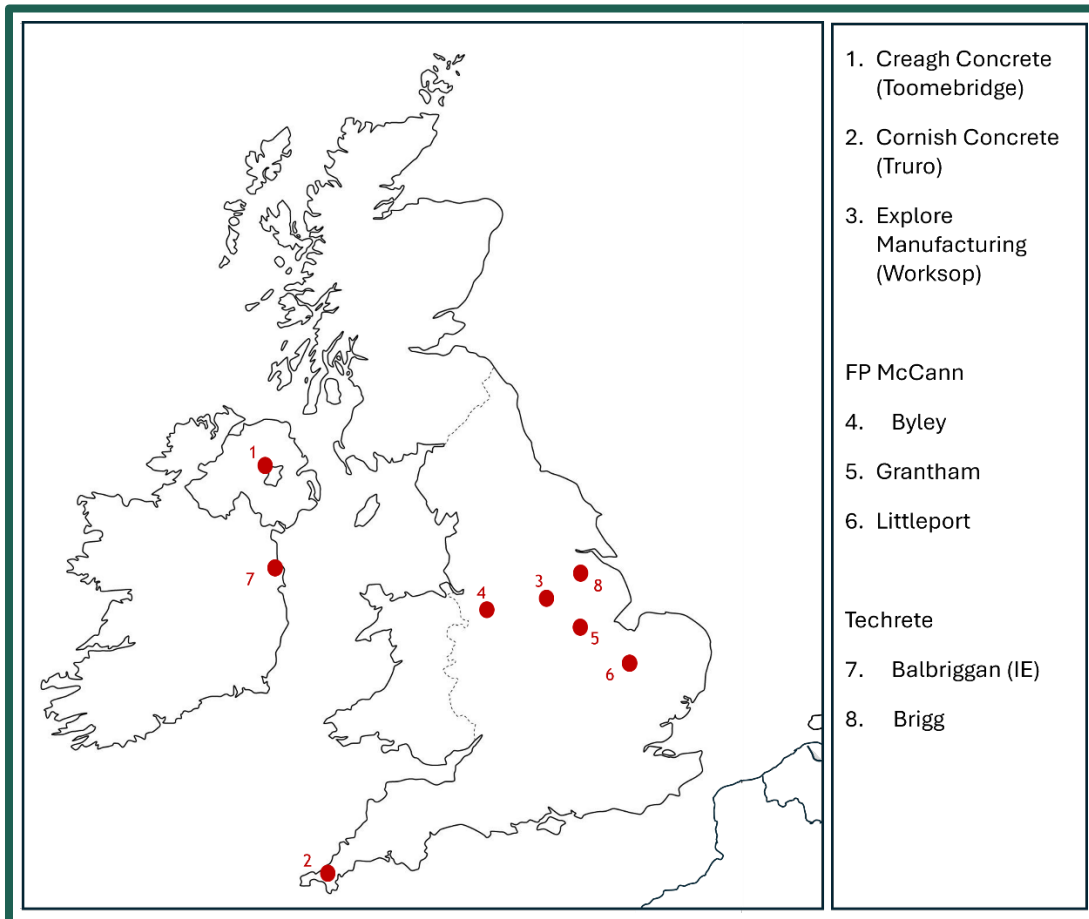 1
7
4
3
8
5
6
2
1. Creagh Concrete
(Toomebridge)
2. Cornish Concrete
(Truro)
3. Explore
Manufacturing
(Worksop)
FP McCann
4. Byley
5. Grantham
6. Littleport
Techrete
7. Balbriggan (IE)
8. Brigg